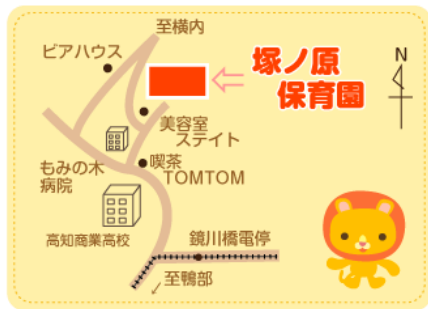 至横内
ビアハウス
塚ノ原
保育園
N
美容室
ステイト
もみの木
病院
喫茶
TOMTOM
高知商業高校
鏡川橋電停
至鴨部